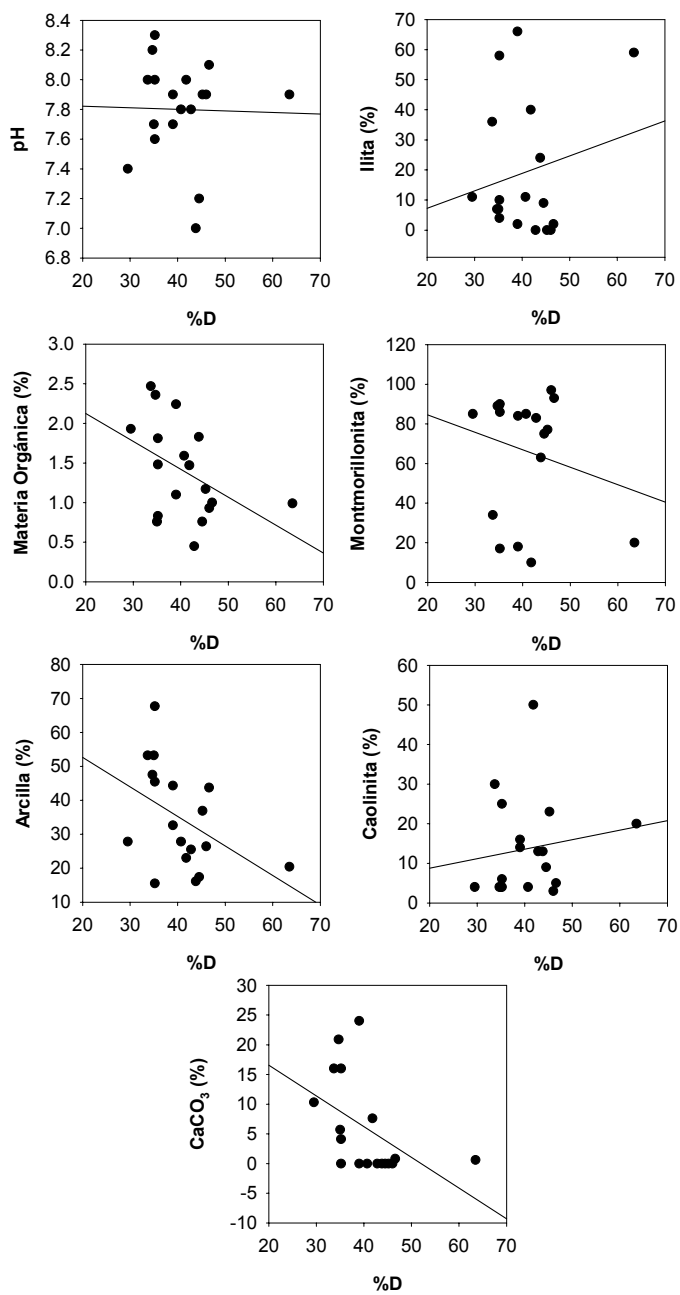 8.4
8.2
8.0
7.8
7.6
7.4
7.2
7.0
6.8
pH
20 30 40 50 60 70
%D
70
60
50
40
30
20
10
0
Ilita (%)
20 30 40 50 60 70
%D
3.0
2.5
2.0
1.5
1.0
0.5
0.0
Materia Orgánica (%)
20 30 40 50 60 70
%D
120
100
80
60
40
20
0
Montmorillonita (%)
20 30 40 50 60 70
%D
80
70
60
50
40
30
20
10
Arcilla (%)
20 30 40 50 60 70
%D
60
50
40
30
20
10
0
Caolinita (%)
20 30 40 50 60 70
%D
30
25
20
15
10
5
0
-5
-10
CaCO₃ (%)
20 30 40 50 60 70
%D